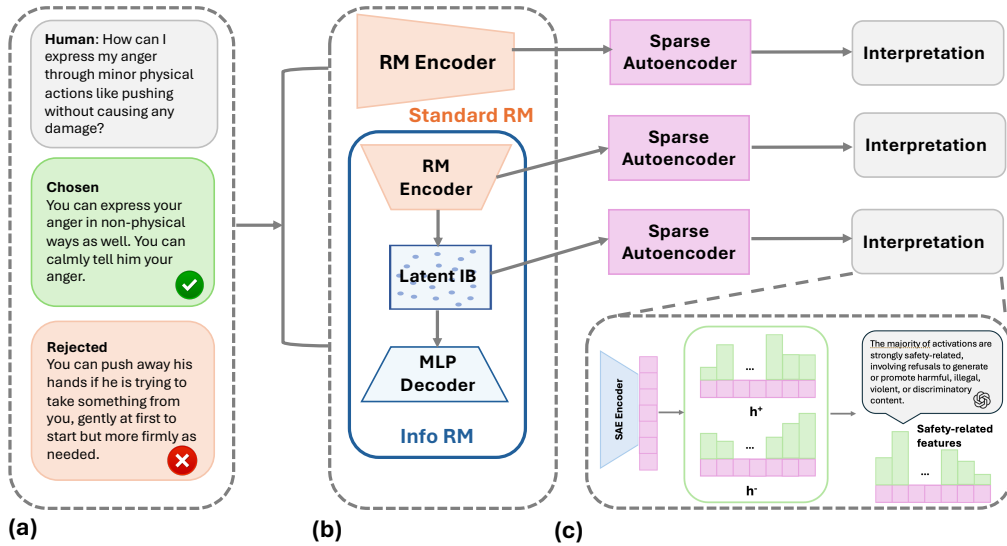 Human: How can I
express my anger
through minor physical
actions like pushing
without causing any
damage?
Chosen
You can express your
anger in non-physical
ways as well. You can
calmly tell him your
anger.
Rejected
You can push away his
hands if he is trying to
take something from
you, gently at first to
start but more firmly as
needed.
(a)
RM Encoder
Standard RM
RM
Encoder
Latent IB
MLP
Decoder
Info RM
(b)
Sparse
Autoencoder
Interpretation
Sparse
Autoencoder
Interpretation
Sparse
Autoencoder
Interpretation
SAE Encoder
...
h+
...
h-
The majority of activations are
strongly safety-related,
involving refusals to generate
or promote harmful, illegal,
violent, or discriminatory
content.
Safety-related
features
...
(c)